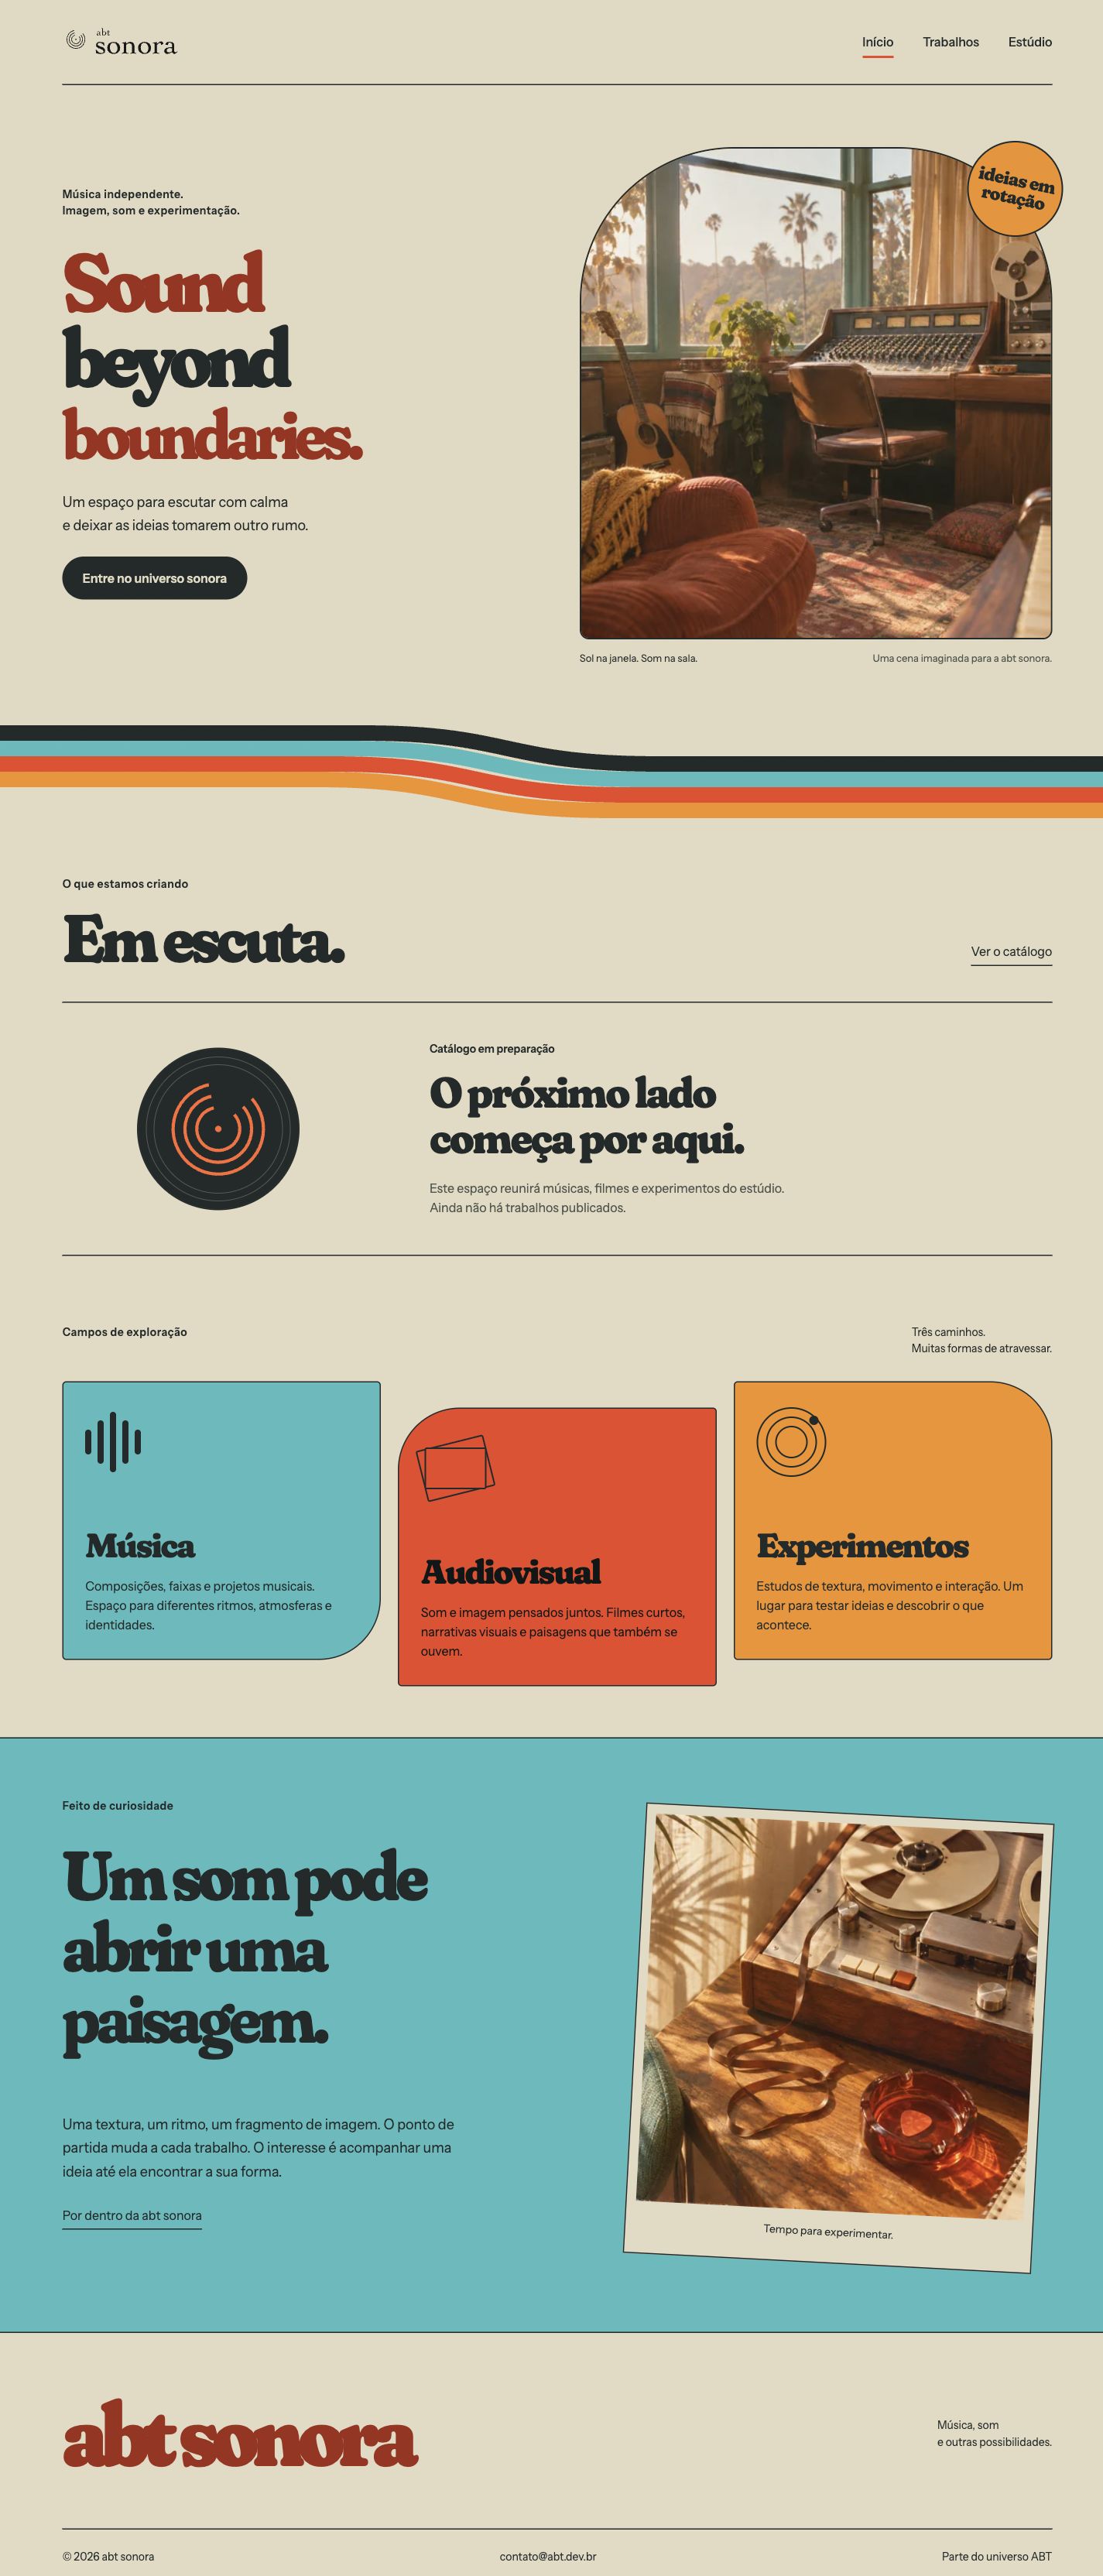 abt
sonora
Início
Trabalhos
Estúdio
ideias em
rotação
Música independente.
Imagem, som e experimentação.
Sound
beyond
boundaries.
Um espaço para escutar com calma
e deixar as ideias tomarem outro rumo.
Entre no universo sonora
Sol na janela. Som na sala.
Uma cena imaginada para a abt sonora.
O que estamos criando
Em escuta.
Ver o catálogo
Catálogo em preparação
O próximo lado
começa por aqui.
Este espaço reunirá músicas, filmes e experimentos do estúdio.
Ainda não há trabalhos publicados.
Campos de exploração
Três caminhos.
Muitas formas de atravessar.
Música
Composições, faixas e projetos musicais.
Espaço para diferentes ritmos, atmosferas e
identidades.
Audiovisual
Som e imagem pensados juntos. Filmes curtos,
narrativas visuais e paisagens que também se
ouvem.
Experimentos
Estudos de textura, movimento e interação. Um
lugar para testar ideias e descobrir o que
acontece.
Feito de curiosidade
Um som pode
abrir uma
paisagem.
Uma textura, um ritmo, um fragmento de imagem. O ponto de
partida muda a cada trabalho. O interesse é acompanhar uma
ideia até ela encontrar a sua forma.
Por dentro da abt sonora
Tempo para experimentar.
abt sonora
Música, som
e outras possibilidades.
© 2026 abt sonora
contato@abt.dev.br
Parte do universo ABT